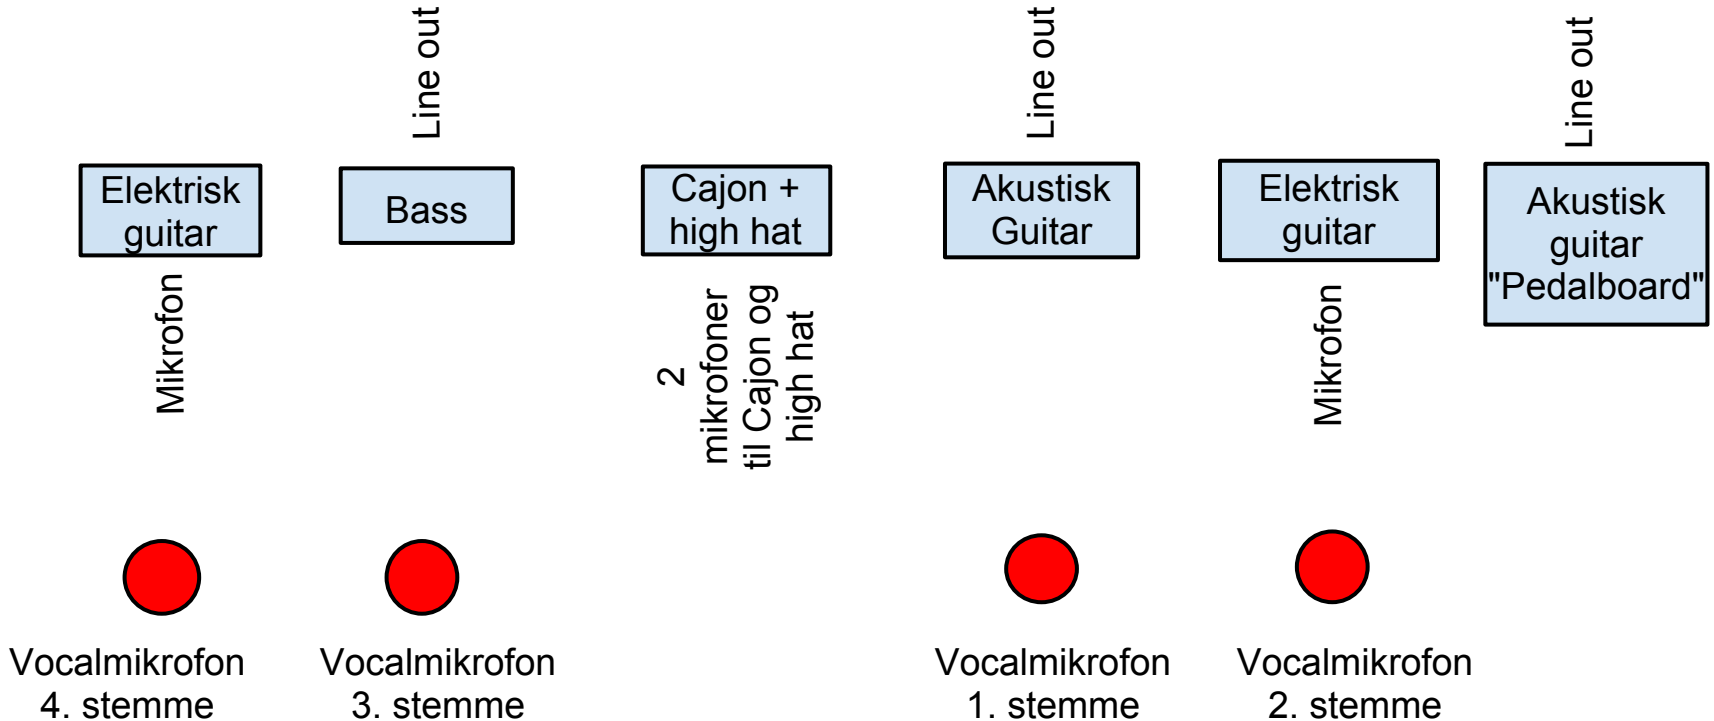 Line out
Line out
Line out
Elektrisk
guitar
Bass
Cajon +
high hat
Akustisk
Guitar
Elektrisk
guitar
Akustisk
guitar
"Pedalboard"
Mikrofon
2
mikrofoner
til Cajon og
high hat
Mikrofon
Vocalmikrofon
4. stemme
Vocalmikrofon
3. stemme
Vocalmikrofon
1. stemme
Vocalmikrofon
2. stemme